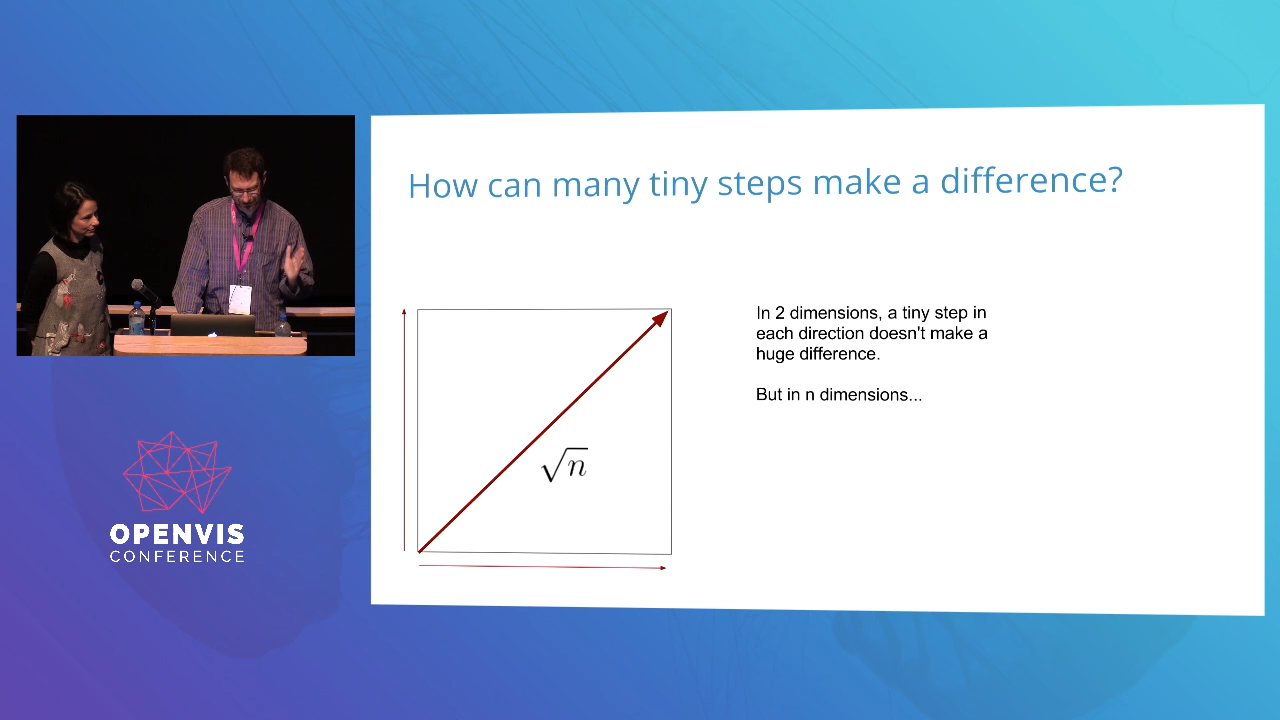 How can many tiny steps make a difference?
√n
In 2 dimensions, a tiny step in
each direction doesn't make a
huge difference.
But in n dimensions...
OPENVIS
CONFERENCE